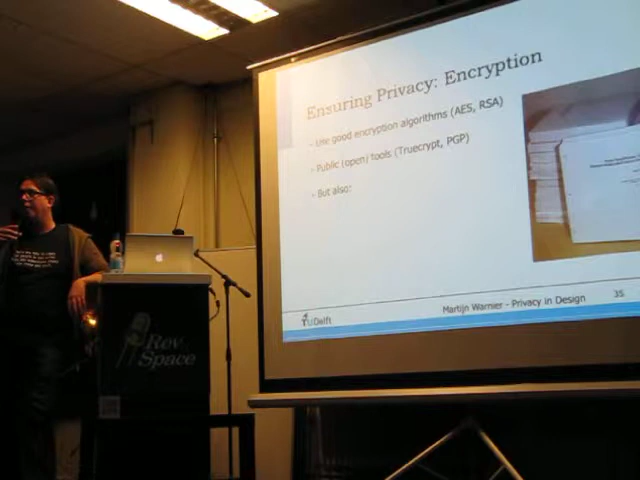 Ensuring Privacy: Encryption
- Use good encryption algorithms (AES, RSA)
- Public (open) tools (Truecrypt, PGP)
- But also:
TUDelft
Martijn Warnier - Privacy in Design
35
Rev
Space